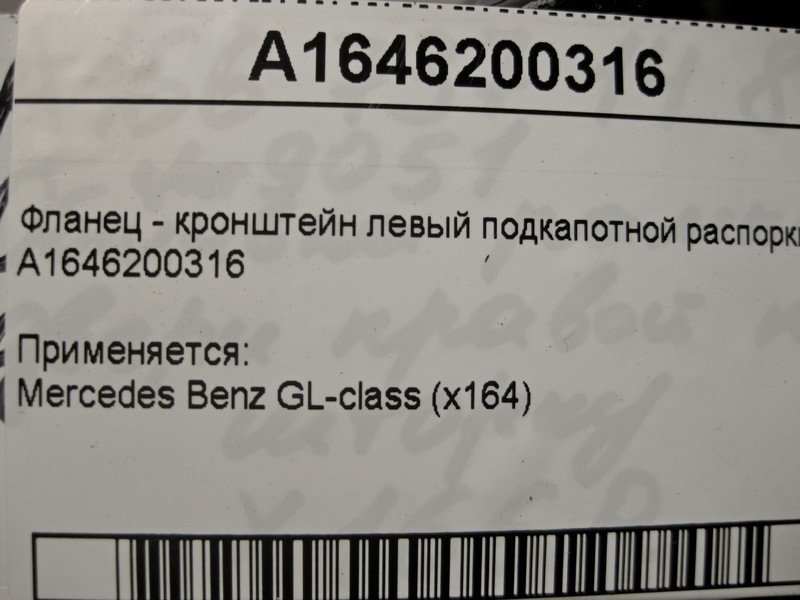 A1646200316
Фланец - кронштейн левый подкапотной распорки
A1646200316
Применяется:
Mercedes Benz GL-class (x164)